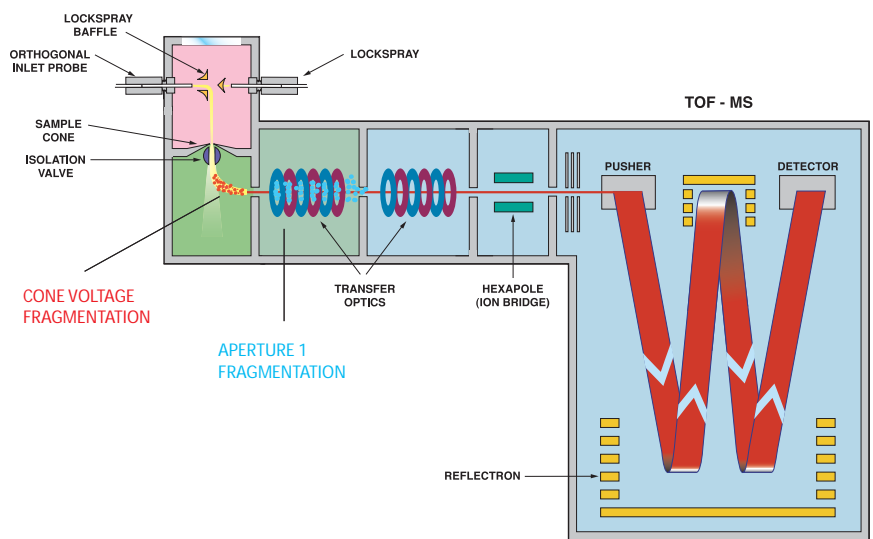 LOCKSPRAY
BAFFLE
ORTHOGONAL
INLET PROBE
LOCKSPRAY
SAMPLE
CONE
ISOLATION
VALVE
TOF - MS
PUSHER
DETECTOR
TRANSFER
OPTICS
HEXAPOLE
(ION BRIDGE)
CONE VOLTAGE
FRAGMENTATION
APERTURE 1
FRAGMENTATION
REFLECTRON